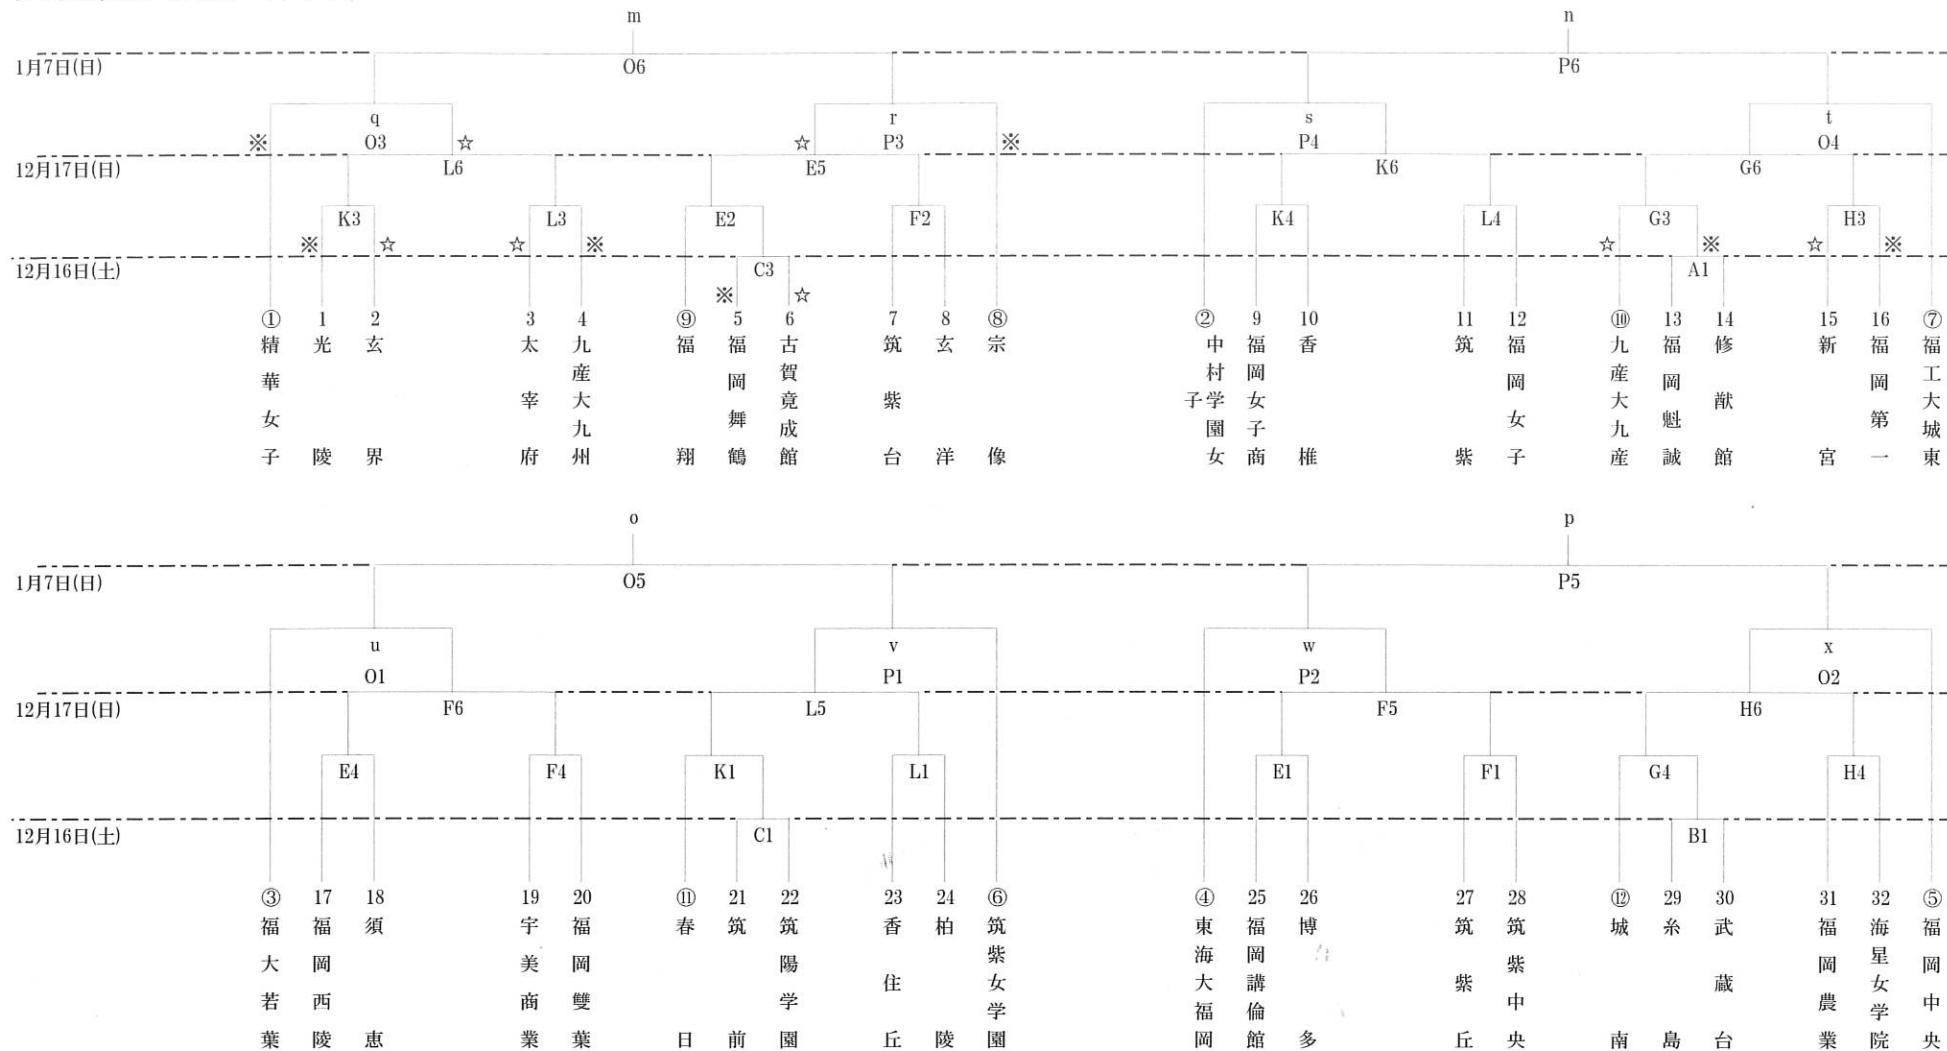 m n
1月7日(日) O6 P6
q r s t
※ O3 ☆ ☆ P3 ※ P4 O4
12月17日(日) L6 E5 K6 G6
K3 L3 E2 F2 K4 L4 G3 H3
※ ☆ ☆ ※ ☆ ※ ☆ ※
12月16日(土) C3 A1
※ ☆
① 1 2 3 4 ⑨ 5 6 7 8 ⑧ ② 9 10 11 12 ⑩ 13 14 15 16 ⑦
精華女子
光陵
玄界
太宰府
九産大九州
福翔
福岡舞鶴
古賀竟成館
筑紫台
玄洋
宗像
中村学園女子
福岡女子商
香椎
筑紫
福岡女子
九産大九産
福岡魁誠
修猷館
新宮
福岡第一
福工大城東
o p
1月7日(日) O5 P5
u v w x
O1 P1 P2 O2
12月17日(日) F6 L5 F5 H6
E4 F4 K1 L1 E1 F1 G4 H4
12月16日(土) C1 B1
③ 17 18 19 20 ⑪ 21 22 23 24 ⑥ ④ 25 26 27 28 ⑫ 29 30 31 32 ⑤
福大若葉
福岡西陵
須恵
宇美商業
福岡雙葉
春日
筑前
筑陽学園
香住丘
柏陵
筑紫女学園
東海大福岡
福岡講倫館
博多
筑紫丘
筑紫中央
城南
糸島
武蔵台
福岡農業
海星女学院
福岡中央